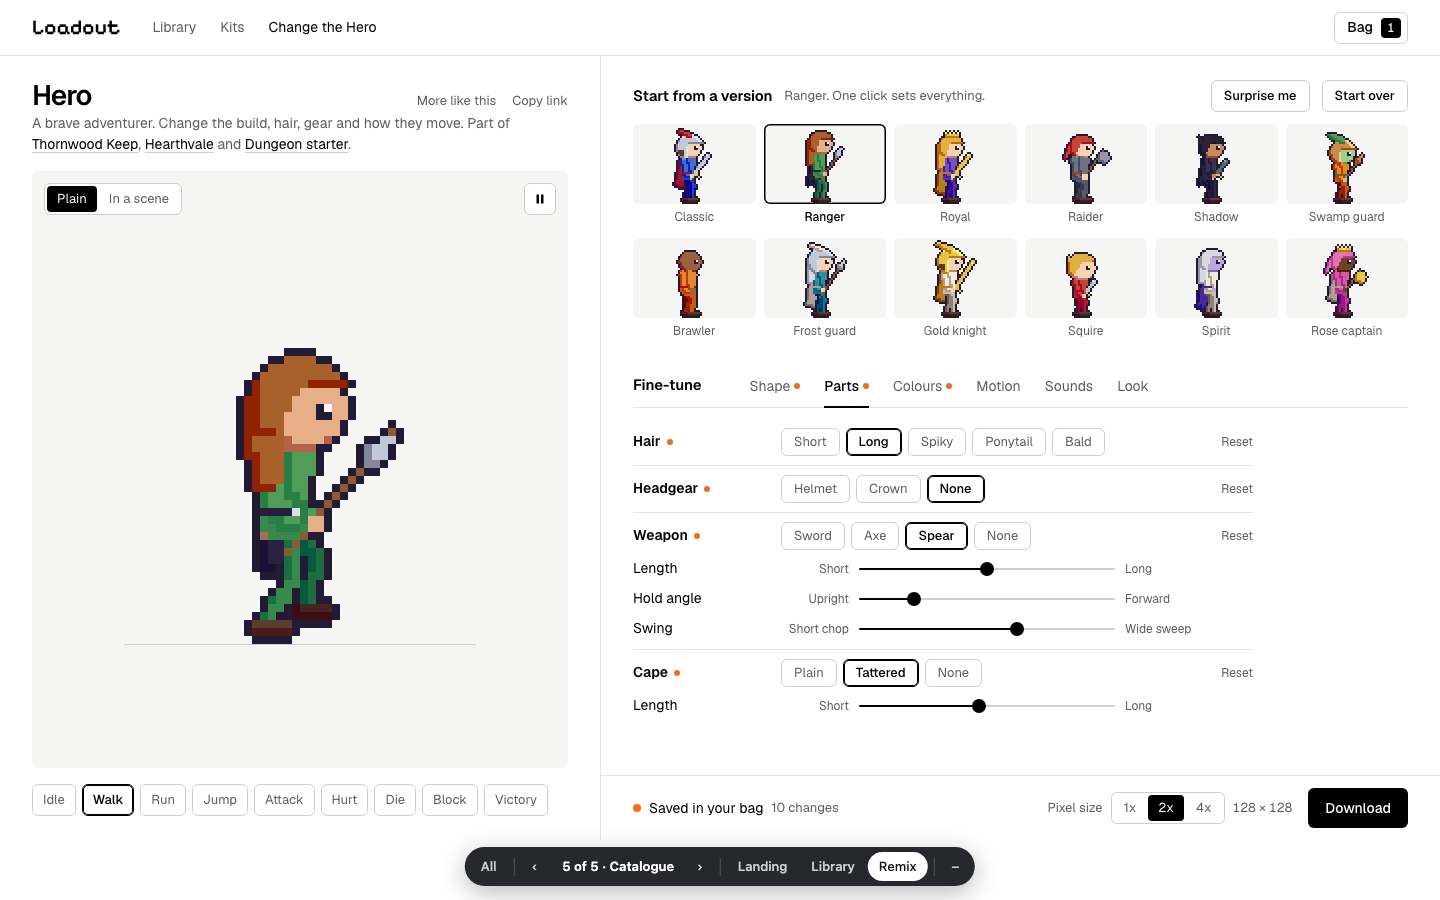 Loadout Library Kits Change the Hero Bag 1
Hero More like this Copy link
A brave adventurer. Change the build, hair, gear and how they move. Part of
Thornwood Keep, Hearthvale and Dungeon starter.
Plain In a scene
Idle Walk Run Jump Attack Hurt Die Block Victory
Start from a version Ranger. One click sets everything. Surprise me Start over
Classic Ranger Royal Raider Shadow Swamp guard
Brawler Frost guard Gold knight Squire Spirit Rose captain
Fine-tune Shape Parts Colours Motion Sounds Look
Hair Short Long Spiky Ponytail Bald Reset
Headgear Helmet Crown None Reset
Weapon Sword Axe Spear None Reset
Length Short Long
Hold angle Upright Forward
Swing Short chop Wide sweep
Cape Plain Tattered None Reset
Length Short Long
Saved in your bag 10 changes Pixel size 1x 2x 4x 128 × 128 Download
All ‹ 5 of 5 · Catalogue › Landing Library Remix –